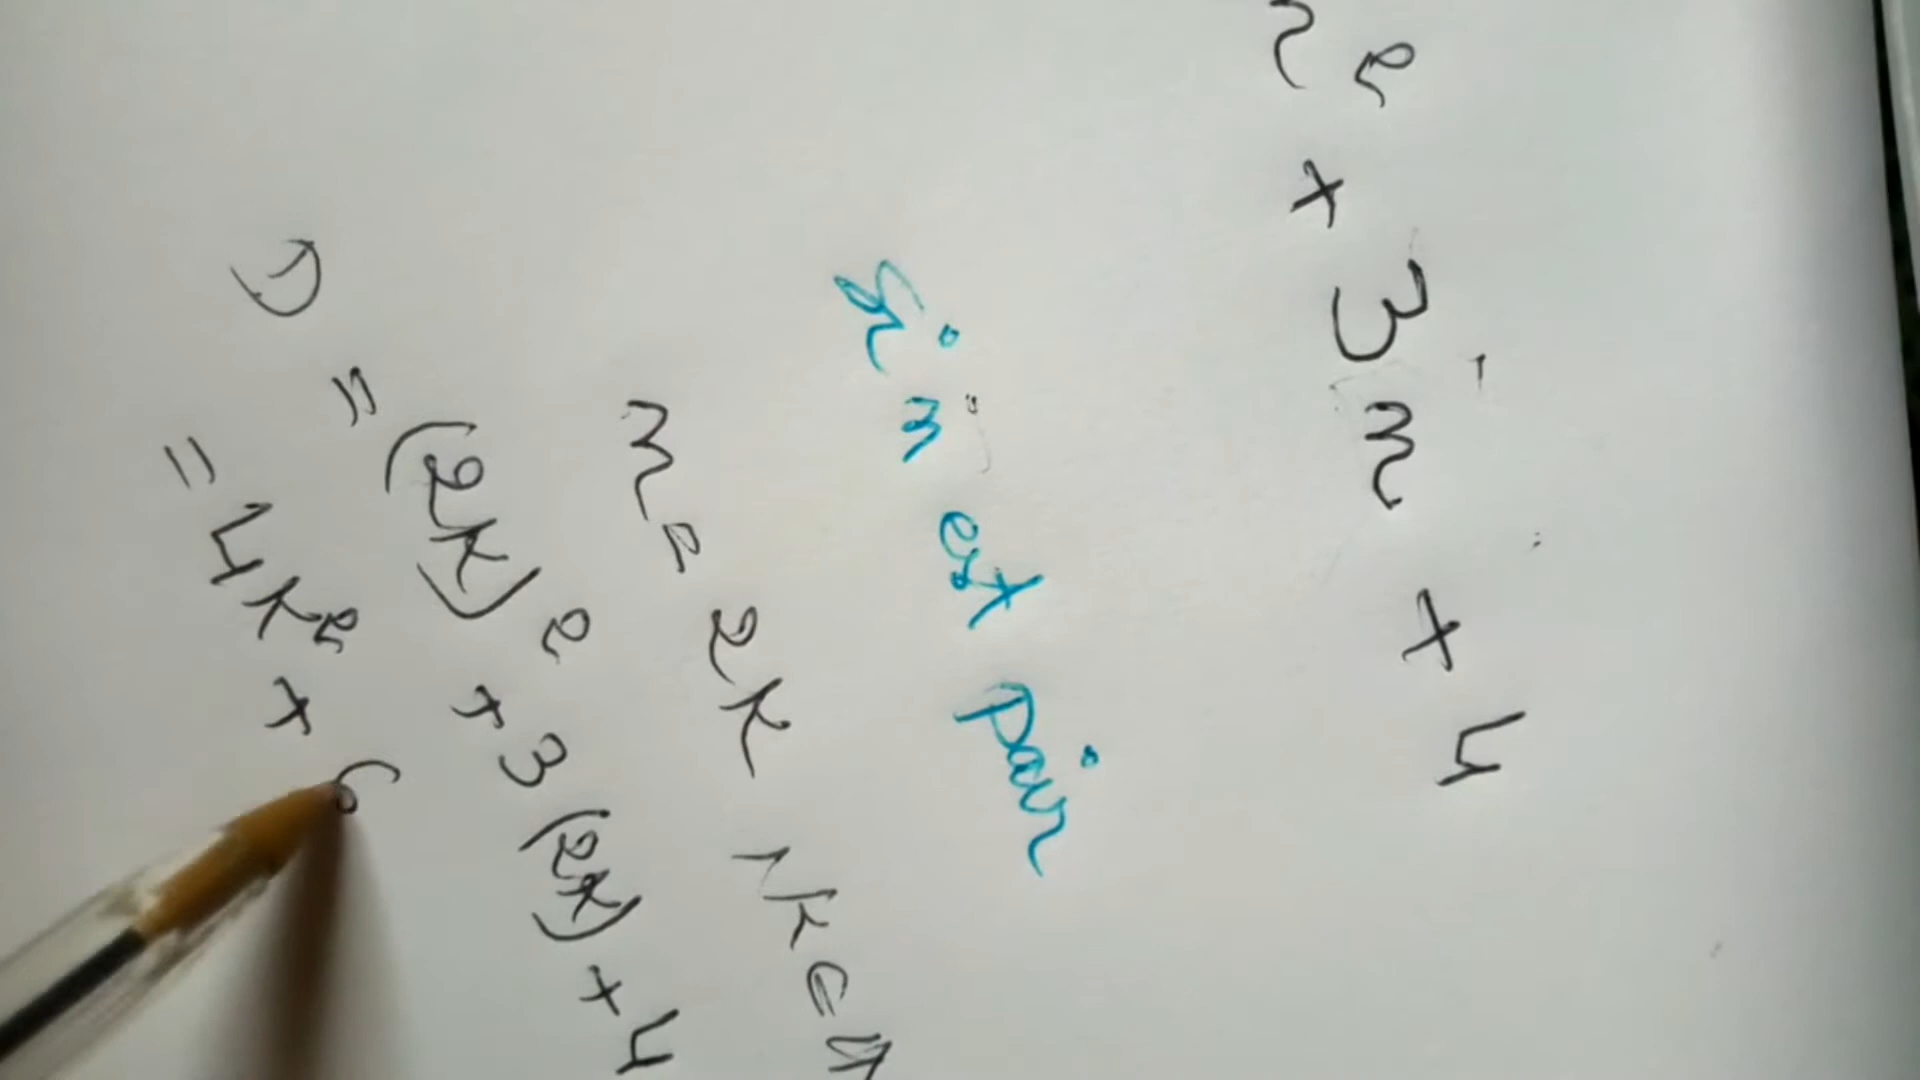 n² + 3n + 4
Si n est pair
n = 2k / k ∈ ℕ
D = (2k)² + 3(2k) + 4
= 4k² + 6